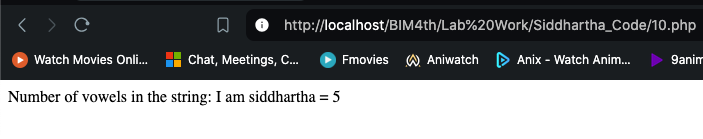 http://localhost/BIM4th/Lab%20Work/Siddhartha_Code/10.php
Watch Movies Onli... Chat, Meetings, C... Fmovies Aniwatch Anix - Watch Anim... 9anim
Number of vowels in the string: I am siddhartha = 5